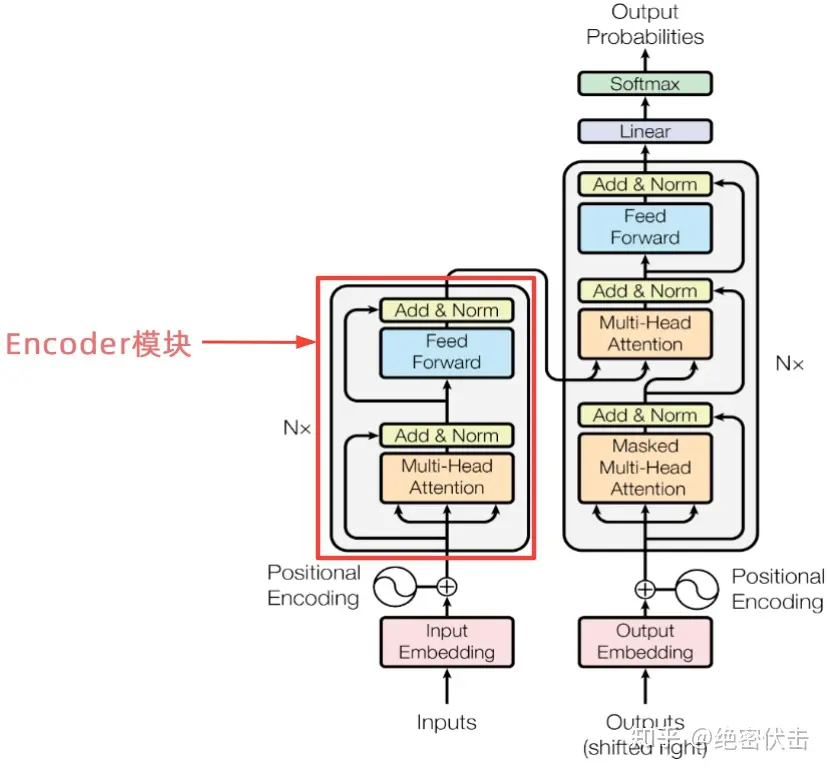 Output
Probabilities
Softmax
Linear
Add & Norm
Feed
Forward
Add & Norm
Multi-Head
Attention
N×
Add & Norm
Masked
Multi-Head
Attention
Encoder模块
Add & Norm
Feed
Forward
N×
Add & Norm
Multi-Head
Attention
Positional
Encoding
Positional
Encoding
Input
Embedding
Output
Embedding
Inputs
Outputs
(shifted right)
知乎 @绝密伏击